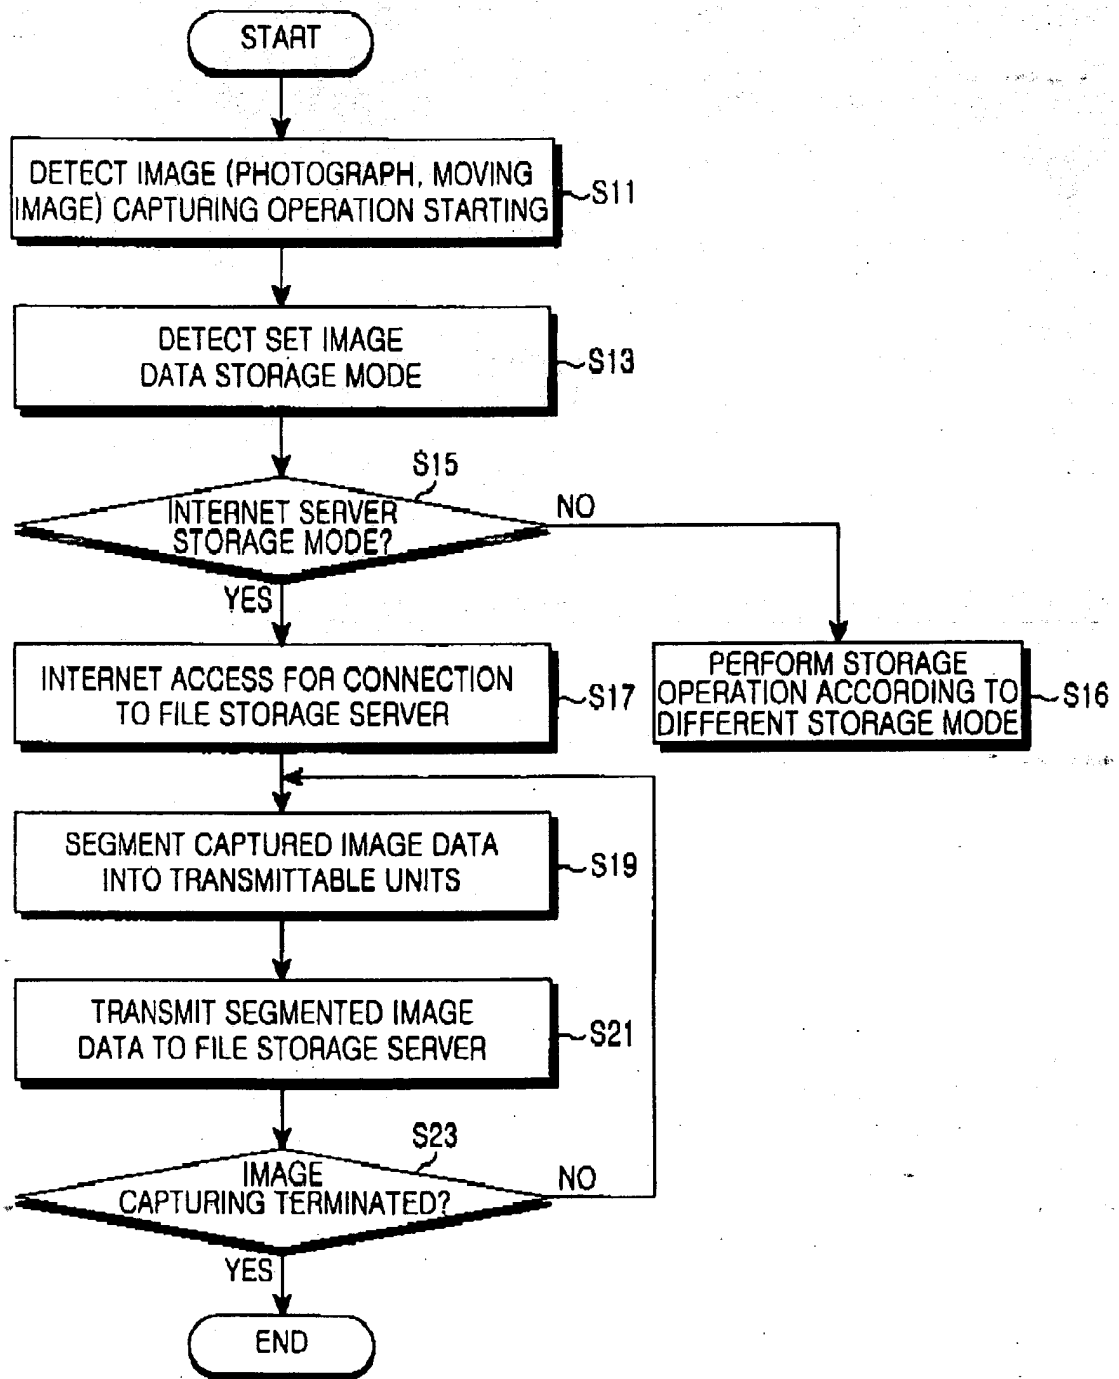 START
DETECT IMAGE (PHOTOGRAPH, MOVING
IMAGE) CAPTURING OPERATION STARTING
S11
DETECT SET IMAGE
DATA STORAGE MODE
S13
S15
INTERNET SERVER
STORAGE MODE?
NO
YES
INTERNET ACCESS FOR CONNECTION
TO FILE STORAGE SERVER
S17
PERFORM STORAGE
OPERATION ACCORDING TO
DIFFERENT STORAGE MODE
S16
SEGMENT CAPTURED IMAGE DATA
INTO TRANSMITTABLE UNITS
S19
TRANSMIT SEGMENTED IMAGE
DATA TO FILE STORAGE SERVER
S21
S23
IMAGE
CAPTURING TERMINATED?
NO
YES
END